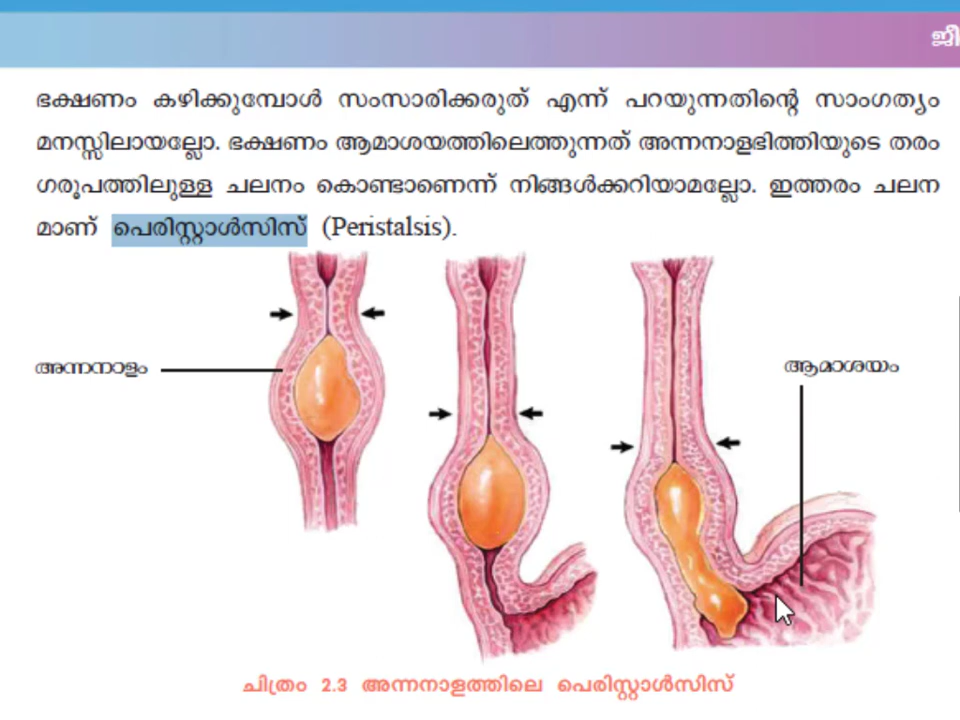 ജീ
ഭക്ഷണം കഴിക്കുമ്പോൾ സംസാരിക്കരുത് എന്ന് പറയുന്നതിന്റെ സാംഗത്യം
മനസ്സിലായല്ലോ. ഭക്ഷണം ആമാശയത്തിലെത്തുന്നത് അന്നനാളഭിത്തിയുടെ തരം
ഗരൂപത്തിലുള്ള ചലനം കൊണ്ടാണെന്ന് നിങ്ങൾക്കറിയാമല്ലോ. ഇത്തരം ചലന
മാണ് പെരിസ്റ്റാൾസിസ് (Peristalsis).
അന്നനാളം
ആമാശയം
ചിത്രം 2.3 അന്നനാളത്തിലെ പെരിസ്റ്റാൾസിസ്